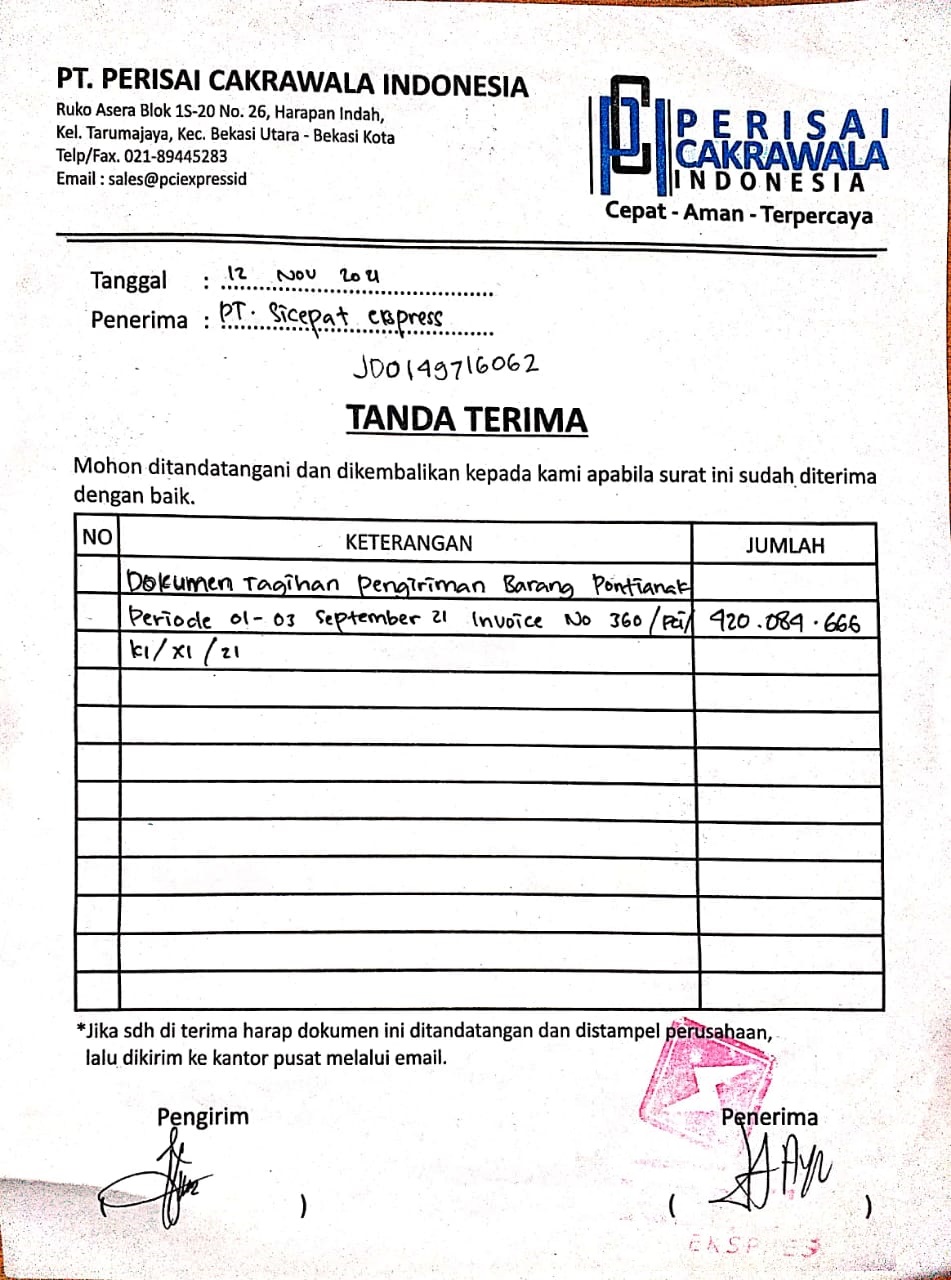 PT. PERISAI CAKRAWALA INDONESIA
Ruko Asera Blok 1S-20 No. 26, Harapan Indah,
Kel. Tarumajaya, Kec. Bekasi Utara - Bekasi Kota
Telp/Fax. 021-89445283
Email : sales@pciexpressid
PERISAI
CAKRAWALA
INDONESIA
Cepat - Aman - Terpercaya
Tanggal : 12 Nov 2021
Penerima : PT. Sicepat
JD0149716062
TANDA TERIMA
Mohon ditandatangani dan dikembalikan kepada kami apabila surat ini sudah diterima
dengan baik.
NO KETERANGAN JUMLAH
Dokumen Tagihan Pengiriman Barang Pontianak
Periode 01-03 September 21 Invoice No 360/Pci/ 920.084.666
KI/XI/21
*Jika sdh di terima harap dokumen ini ditandatangan dan distampel perusahaan,
lalu dikirim ke kantor pusat melalui email.
Pengirim Penerima
) ( Ayu )